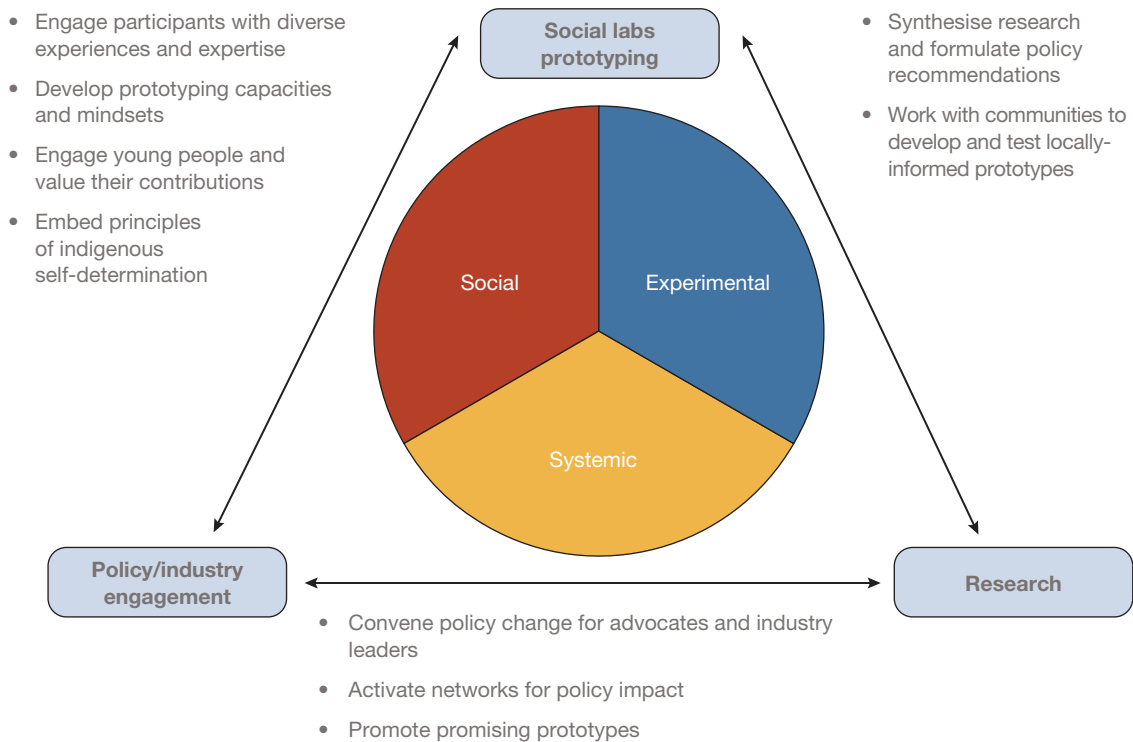 • Engage participants with diverse
experiences and expertise
• Develop prototyping capacities
and mindsets
• Engage young people and
value their contributions
• Embed principles
of indigenous
self-determination
Social labs
prototyping
• Synthesise research
and formulate policy
recommendations
• Work with communities to
develop and test locally-
informed prototypes
Social
Experimental
Systemic
Policy/industry
engagement
Research
• Convene policy change for advocates and industry
leaders
• Activate networks for policy impact
• Promote promising prototypes